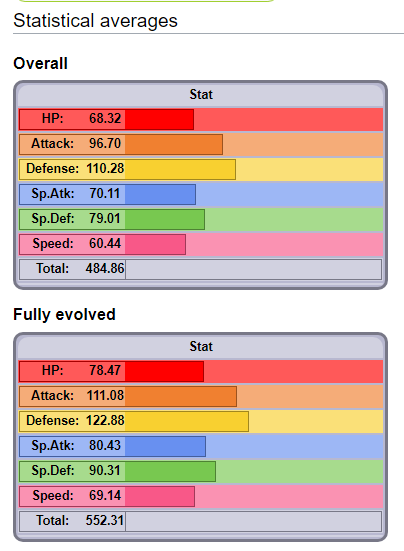 Statistical averages
Overall
Stat
HP: 68.32
Attack: 96.70
Defense: 110.28
Sp.Atk: 70.11
Sp.Def: 79.01
Speed: 60.44
Total: 484.86
Fully evolved
Stat
HP: 78.47
Attack: 111.08
Defense: 122.88
Sp.Atk: 80.43
Sp.Def: 90.31
Speed: 69.14
Total: 552.31